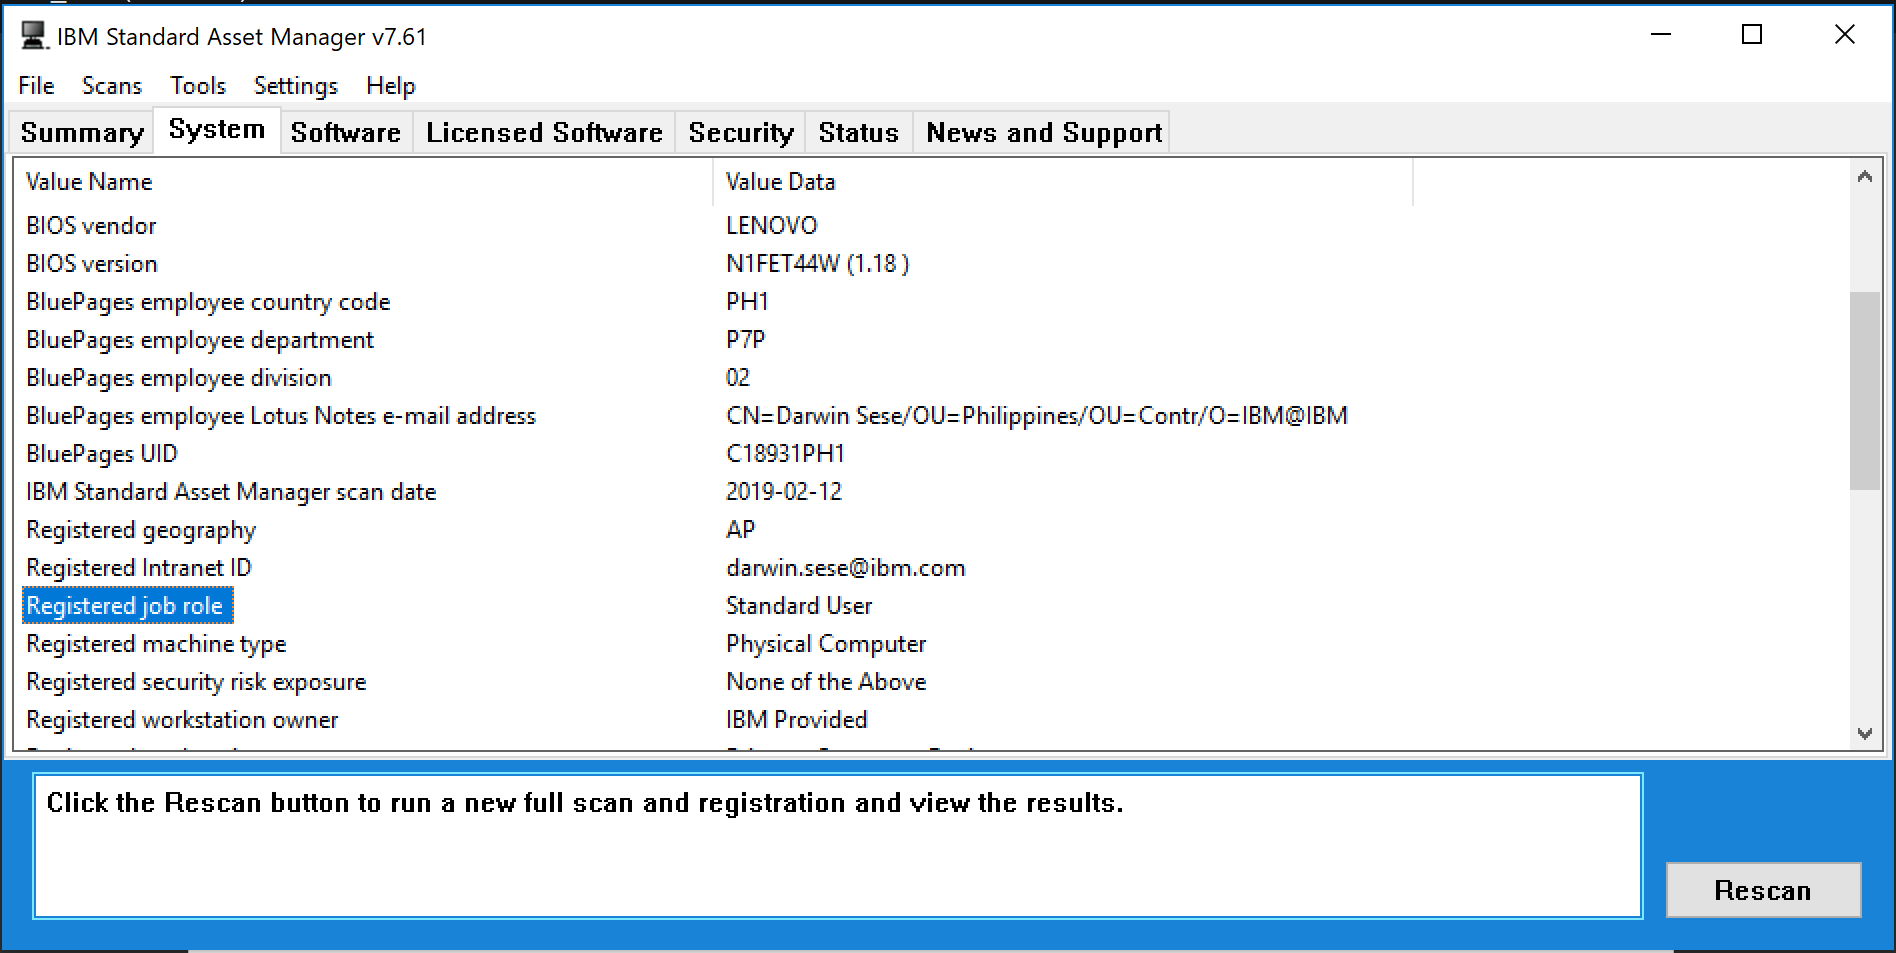 IBM Standard Asset Manager v7.61
File Scans Tools Settings Help
Summary System Software Licensed Software Security Status News and Support
Value Name Value Data
BIOS vendor LENOVO
BIOS version N1FET44W (1.18 )
BluePages employee country code PH1
BluePages employee department P7P
BluePages employee division 02
BluePages employee Lotus Notes e-mail address CN=Darwin Sese/OU=Philippines/OU=Contr/O=IBM@IBM
BluePages UID C18931PH1
IBM Standard Asset Manager scan date 2019-02-12
Registered geography AP
Registered Intranet ID darwin.sese@ibm.com
Registered job role Standard User
Registered machine type Physical Computer
Registered security risk exposure None of the Above
Registered workstation owner IBM Provided
Click the Rescan button to run a new full scan and registration and view the results.
Rescan